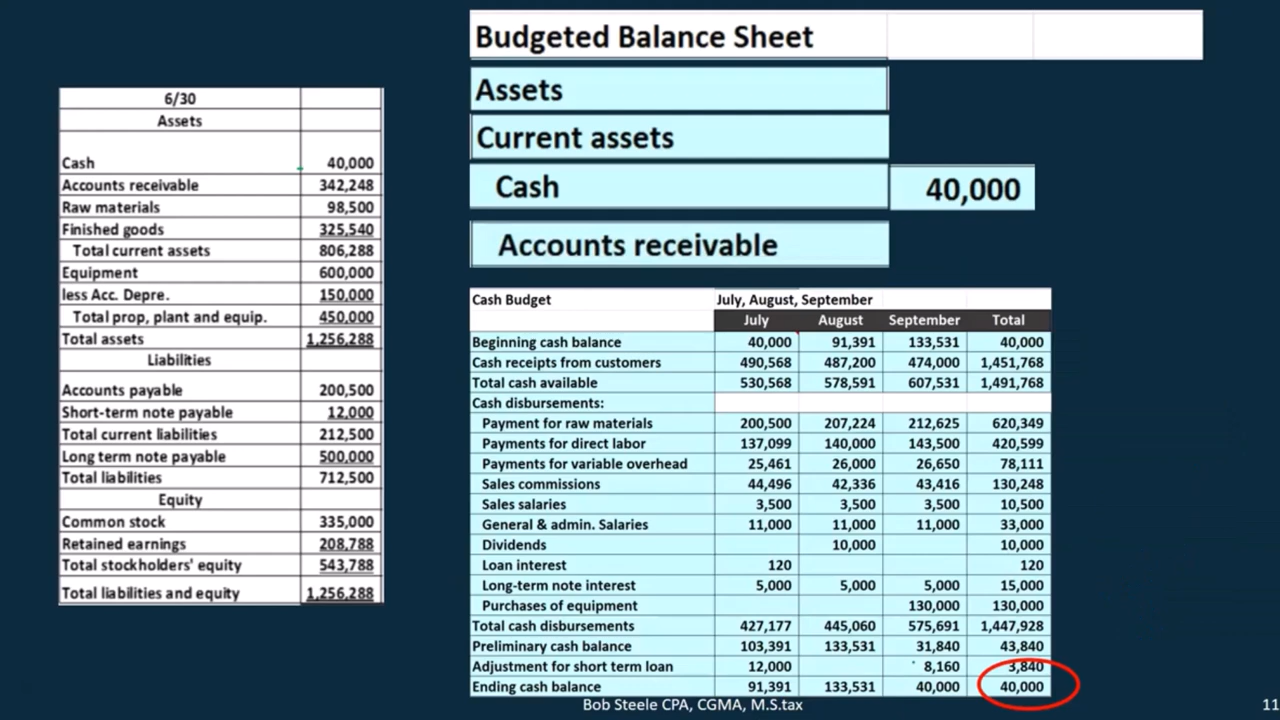 Budgeted Balance Sheet
Assets
Current assets
Cash 40,000
Accounts receivable
6/30
Assets
Cash 40,000
Accounts receivable 342,248
Raw materials 98,500
Finished goods 325,540
Total current assets 806,288
Equipment 600,000
less Acc. Depre. 150,000
Total prop, plant and equip. 450,000
Total assets 1,256,288
Liabilities
Accounts payable 200,500
Short-term note payable 12,000
Total current liabilities 212,500
Long term note payable 500,000
Total liabilities 712,500
Equity
Common stock 335,000
Retained earnings 208,788
Total stockholders' equity 543,788
Total liabilities and equity 1,256,288
Cash Budget July, August, September
July August September Total
Beginning cash balance 40,000 91,391 133,531 40,000
Cash receipts from customers 490,568 487,200 474,000 1,451,768
Total cash available 530,568 578,591 607,531 1,491,768
Cash disbursements:
Payment for raw materials 200,500 207,224 212,625 620,349
Payments for direct labor 137,099 140,000 143,500 420,599
Payments for variable overhead 25,461 26,000 26,650 78,111
Sales commissions 44,496 42,336 43,416 130,248
Sales salaries 3,500 3,500 3,500 10,500
General & admin. Salaries 11,000 11,000 11,000 33,000
Dividends 10,000 10,000
Loan interest 120 120
Long-term note interest 5,000 5,000 5,000 15,000
Purchases of equipment 130,000 130,000
Total cash disbursements 427,177 445,060 575,691 1,447,928
Preliminary cash balance 103,391 133,531 31,840 43,840
Adjustment for short term loan 12,000 8,160 3,840
Ending cash balance 91,391 133,531 40,000 40,000
Bob Steele CPA, CGMA, M.S.tax
11